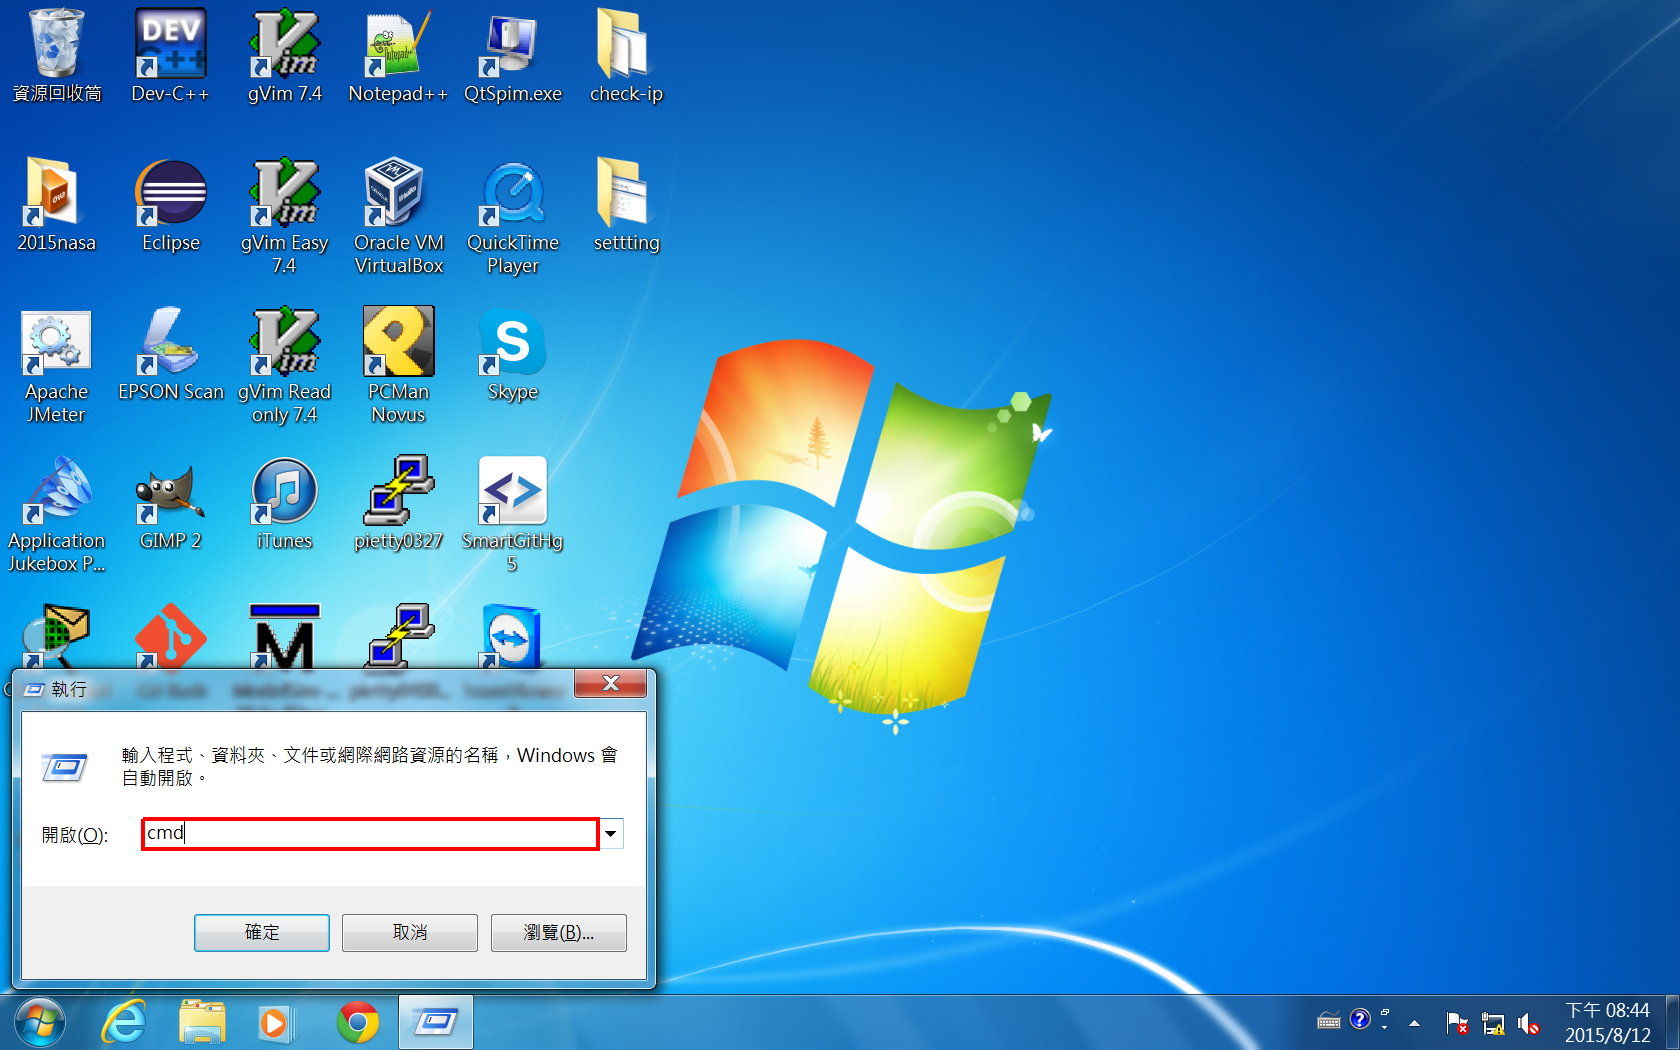 資源回收筒
Dev-C++
gVim 7.4
Notepad++
QtSpim.exe
check-ip
2015nasa
Eclipse
gVim Easy
7.4
Oracle VM
VirtualBox
QuickTime
Player
settting
Apache
JMeter
EPSON Scan
gVim Read
only 7.4
PCMan
Novus
Skype
Application
Jukebox P...
GIMP 2
iTunes
pietty0327
SmartGitHg
5
執行
輸入程式、資料夾、文件或網際網路資源的名稱，Windows 會
自動開啟。
開啟(O):
cmd
確定
取消
瀏覽(B)...
下午 08:44
2015/8/12